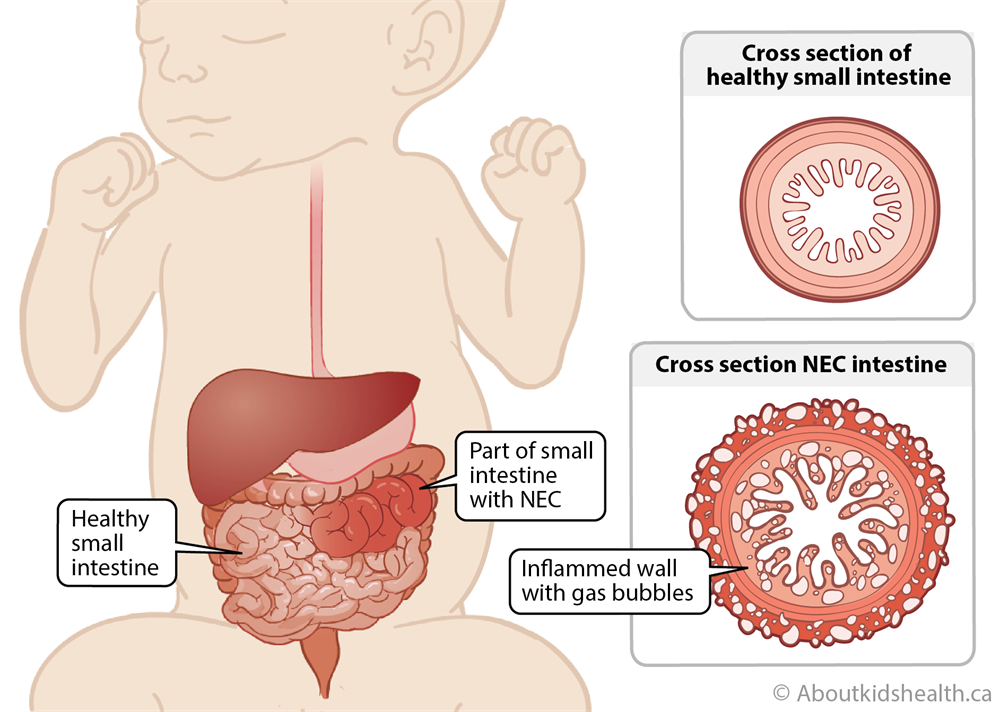 Cross section of
healthy small intestine
Cross section NEC intestine
Part of small
intestine
with NEC
Healthy
small
intestine
Inflammed wall
with gas bubbles
© Aboutkidshealth.ca